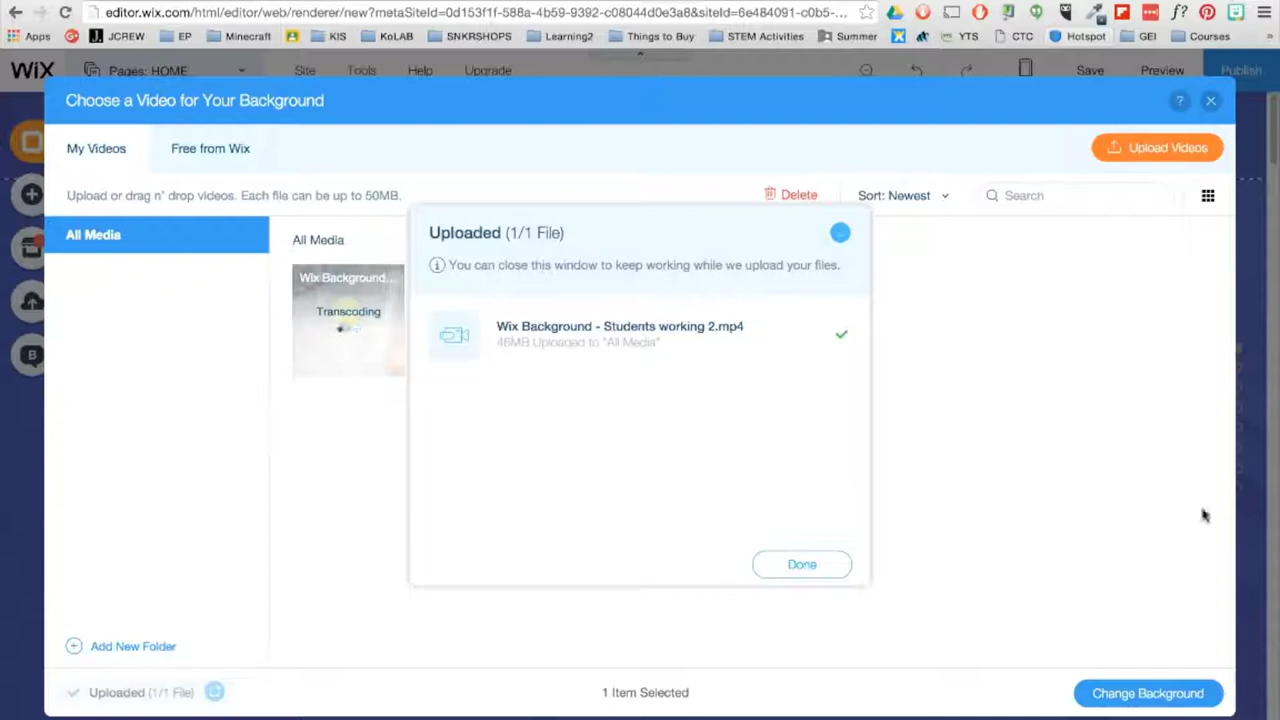 editor.wix.com/html/editor/web/renderer/new?metaSiteId=0d153f1f-588a-4b59-9392-c08044d0e3a8&siteId=6e484091-c0b5-...
Apps JCREW EP Minecraft KIS KoLAB SNKRSHOPS Learning2 Things to Buy STEM Activities Summer YTS CTC Hotspot GEI Courses »
WiX Pages: HOME Site Tools Help Upgrade Save Preview Publish
Choose a Video for Your Background ?
My Videos Free from Wix Upload Videos
Upload or drag n' drop videos. Each file can be up to 50MB. Delete Sort: Newest Search
All Media All Media
Wix Background...
Transcoding
Uploaded (1/1 File)
You can close this window to keep working while we upload your files.
Wix Background - Students working 2.mp4
46MB Uploaded to "All Media"
Done
B
Add New Folder
Uploaded (1/1 File) 1 Item Selected Change Background